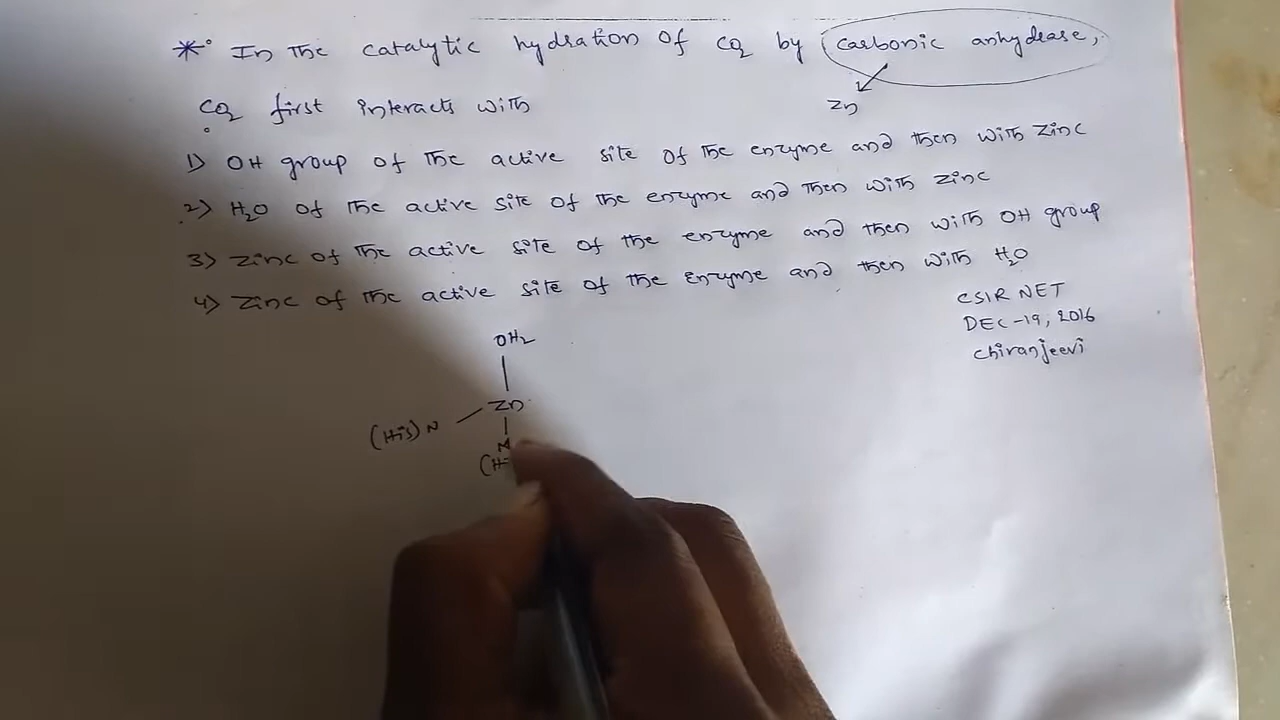 * In The catalytic hydration of CO2 by Carbonic anhydrease,
Zn
CO2 first interacts with
1) OH group of The active site of The enzyme and then with Zinc
2) H2O of The active site of The enzyme and Then with Zinc
3) Zinc of The active site of the enzyme and then with OH group
4) Zinc of The active site of The Enzyme and then with H2O
CSIR NET
DEC-19, 2016
Chiranjeevi
OH2
Zn
(His) N
N